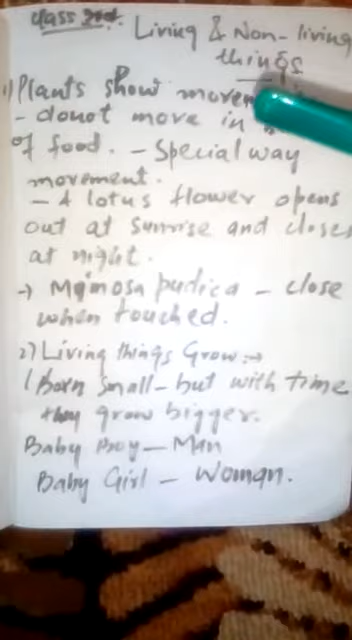 Class 2nd. Living & Non-living
things
1) Plants show
- donot move in
of food. - Special way
movement.
- A lotus flower opens
out at sunrise and closes
at night.
-> Mimosa pudica - close
when touched.
2) Living things Grow:->
(Born Small - but with time
they grow bigger.
Baby Boy - Man
Baby Girl - Woman.